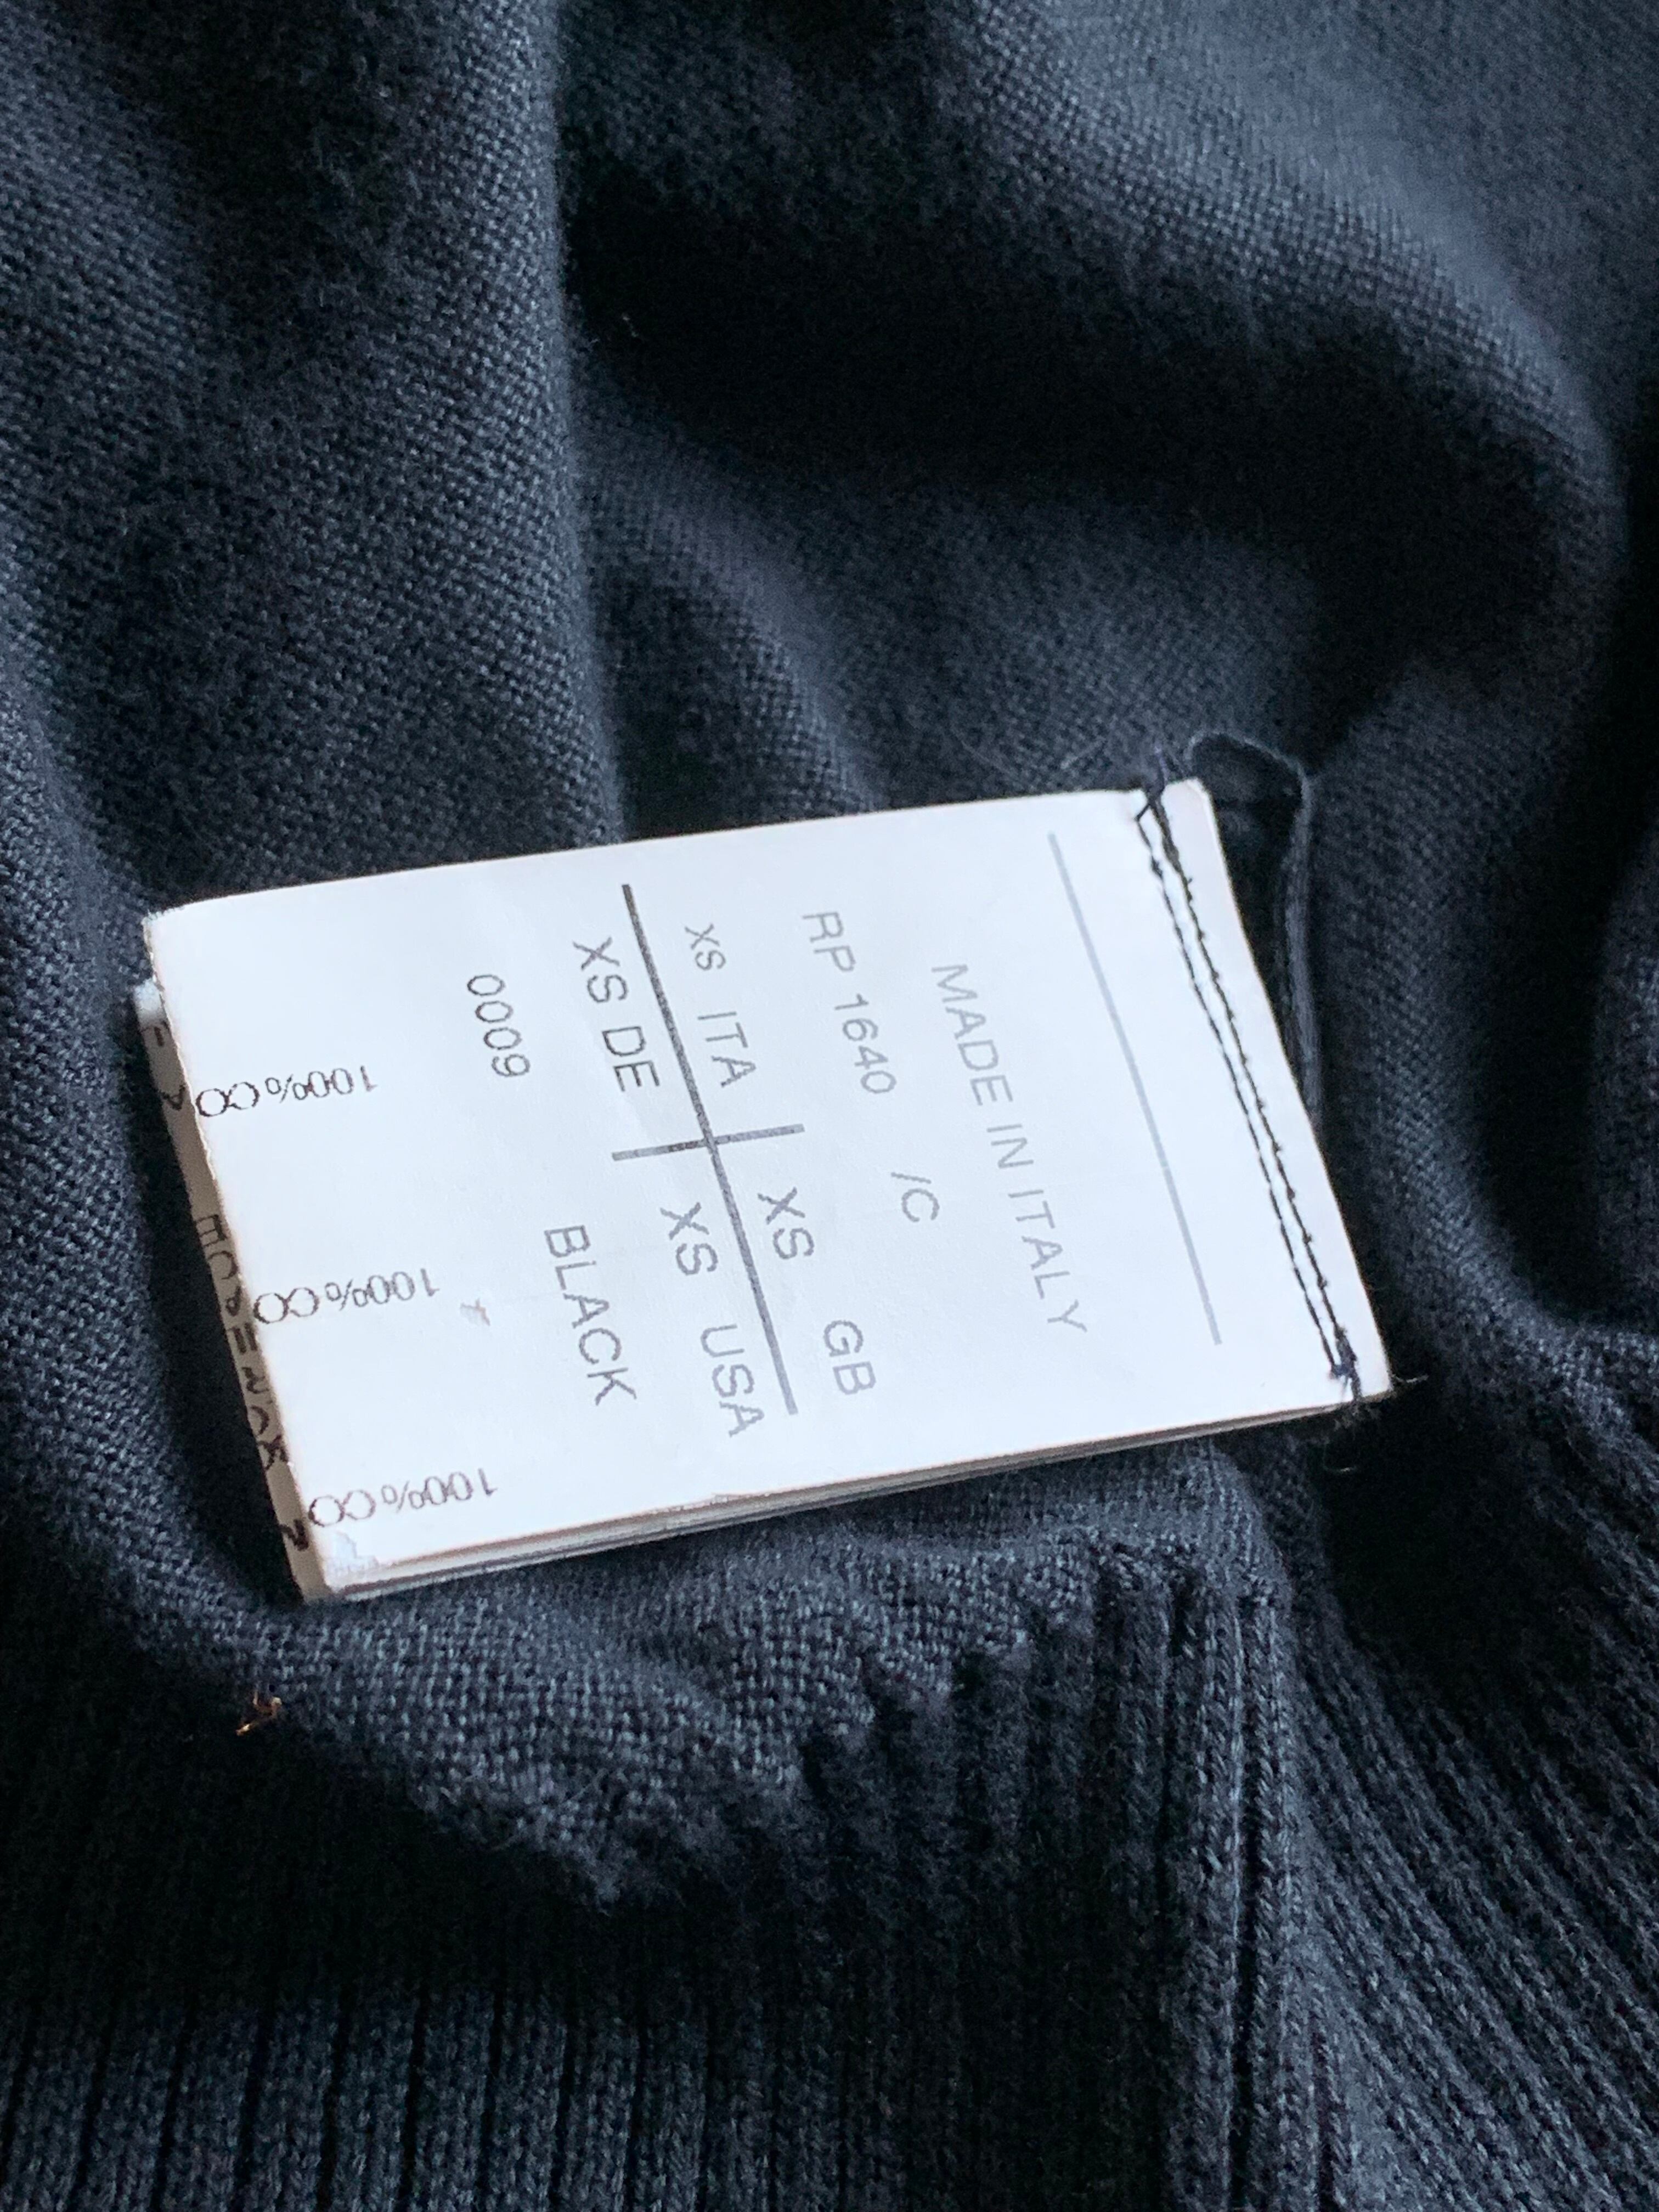 MADE IN ITALY
RP 1640 /C
XS ITA XS GB
XS DE XS USA
0009 BLACK
100%CO
100%CO
100%CO